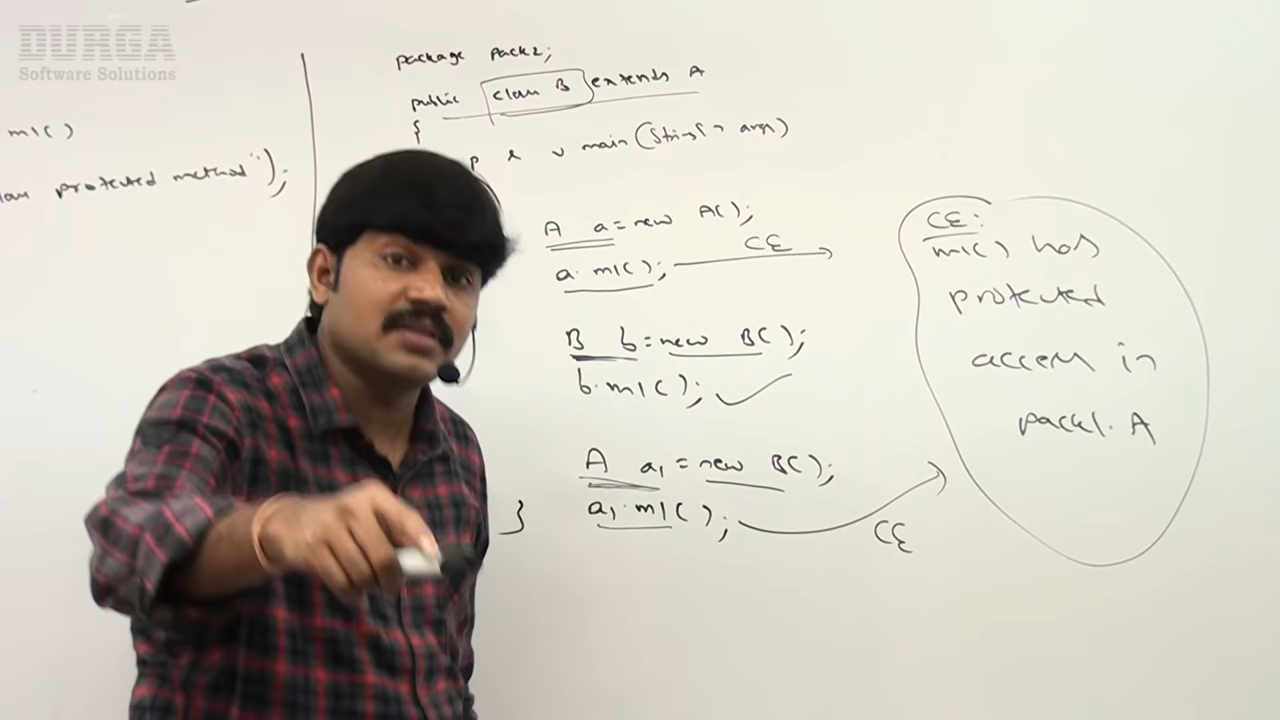 DURGA
Software Solutions
m1()
protected method");
package pack2;
public class B extends A
{
p s v main(String[] args)
A a = new A();
a.m1(); CE
B b = new B();
b.m1();
A a1 = new B();
a1.m1(); CE
}
CE:
m1() has
protected
access in
pack1.A